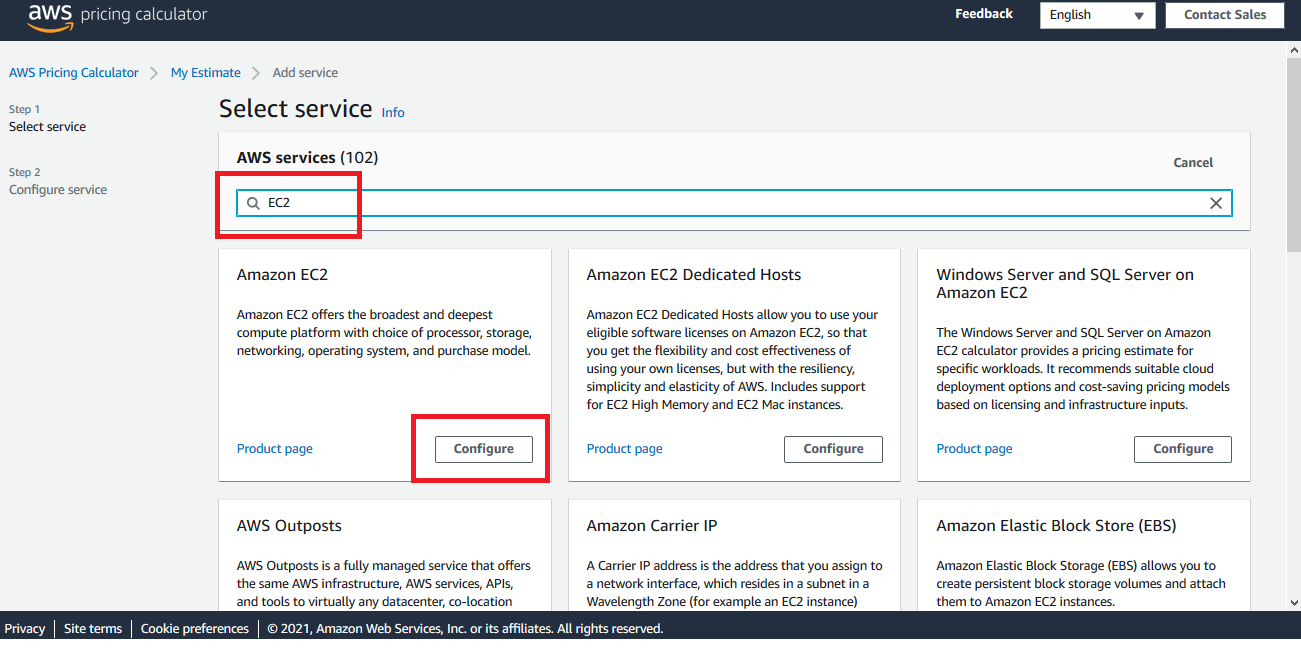 aws pricing calculator
Feedback
English
Contact Sales
AWS Pricing Calculator
My Estimate
Add service
Step 1
Select service
Step 2
Configure service
Select service Info
AWS services (102)
Cancel
EC2
Amazon EC2
Amazon EC2 offers the broadest and deepest
compute platform with choice of processor, storage,
networking, operating system, and purchase model.
Product page
Configure
Amazon EC2 Dedicated Hosts
Amazon EC2 Dedicated Hosts allow you to use your
eligible software licenses on Amazon EC2, so that
you get the flexibility and cost effectiveness of
using your own licenses, but with the resiliency,
simplicity and elasticity of AWS. Includes support
for EC2 High Memory and EC2 Mac instances.
Product page
Configure
Windows Server and SQL Server on
Amazon EC2
The Windows Server and SQL Server on Amazon
EC2 calculator provides a pricing estimate for
specific workloads. It recommends suitable cloud
deployment options and cost-saving pricing models
based on licensing and infrastructure inputs.
Product page
Configure
AWS Outposts
AWS Outposts is a fully managed service that offers
the same AWS infrastructure, AWS services, APIs,
and tools to virtually any datacenter, co-location
Amazon Carrier IP
A Carrier IP address is the address that you assign to
a network interface, which resides in a subnet in a
Wavelength Zone (for example an EC2 instance)
Amazon Elastic Block Store (EBS)
Amazon Elastic Block Storage (EBS) allows you to
create persistent block storage volumes and attach
them to Amazon EC2 instances.
Privacy | Site terms | Cookie preferences | © 2021, Amazon Web Services, Inc. or its affiliates. All rights reserved.